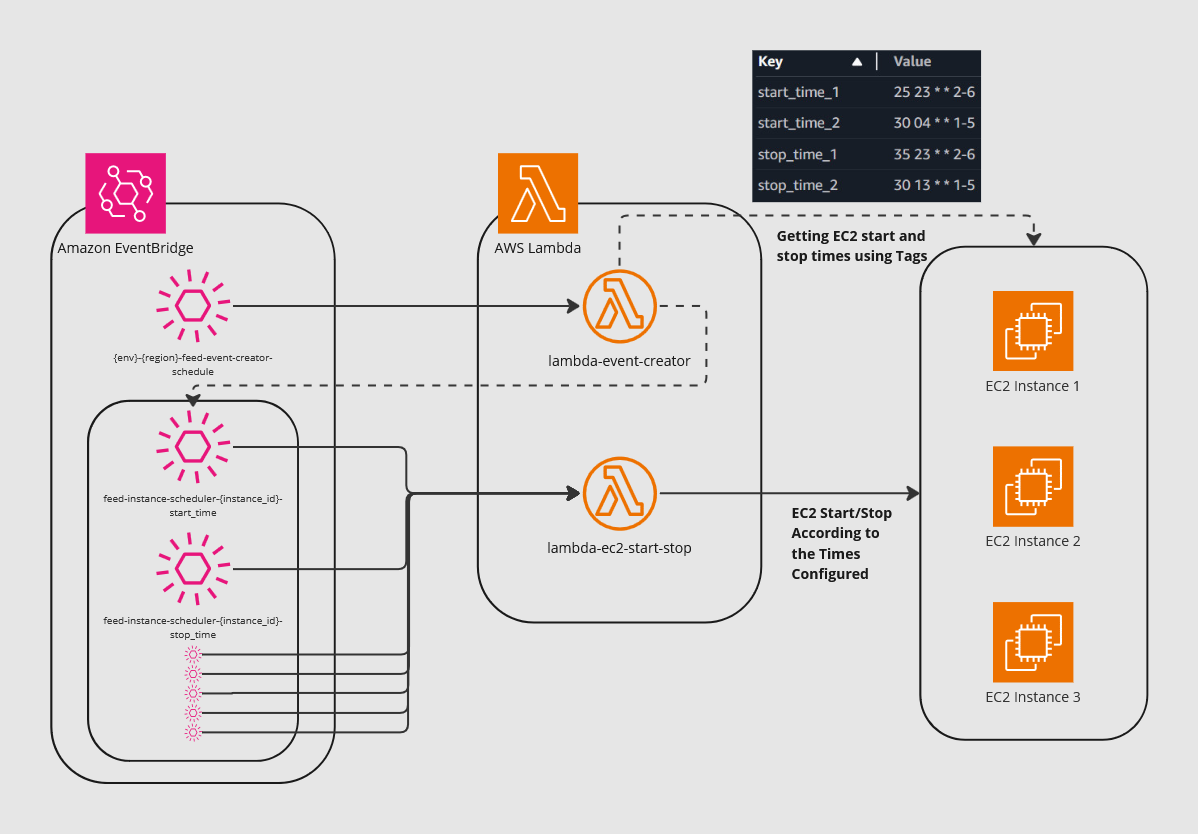 Key Value
start_time_1 25 23 * * 2-6
start_time_2 30 04 * * 1-5
stop_time_1 35 23 * * 2-6
stop_time_2 30 13 * * 1-5
Amazon EventBridge
AWS Lambda
Getting EC2 start and
stop times using Tags
{env}-{region}-feed-event-creator-
schedule
lambda-event-creator
EC2 Instance 1
feed-instance-scheduler-{instance_id}-
start_time
lambda-ec2-start-stop
EC2 Start/Stop
According to
the Times
Configured
EC2 Instance 2
feed-instance-scheduler-{instance_id}-
stop_time
EC2 Instance 3